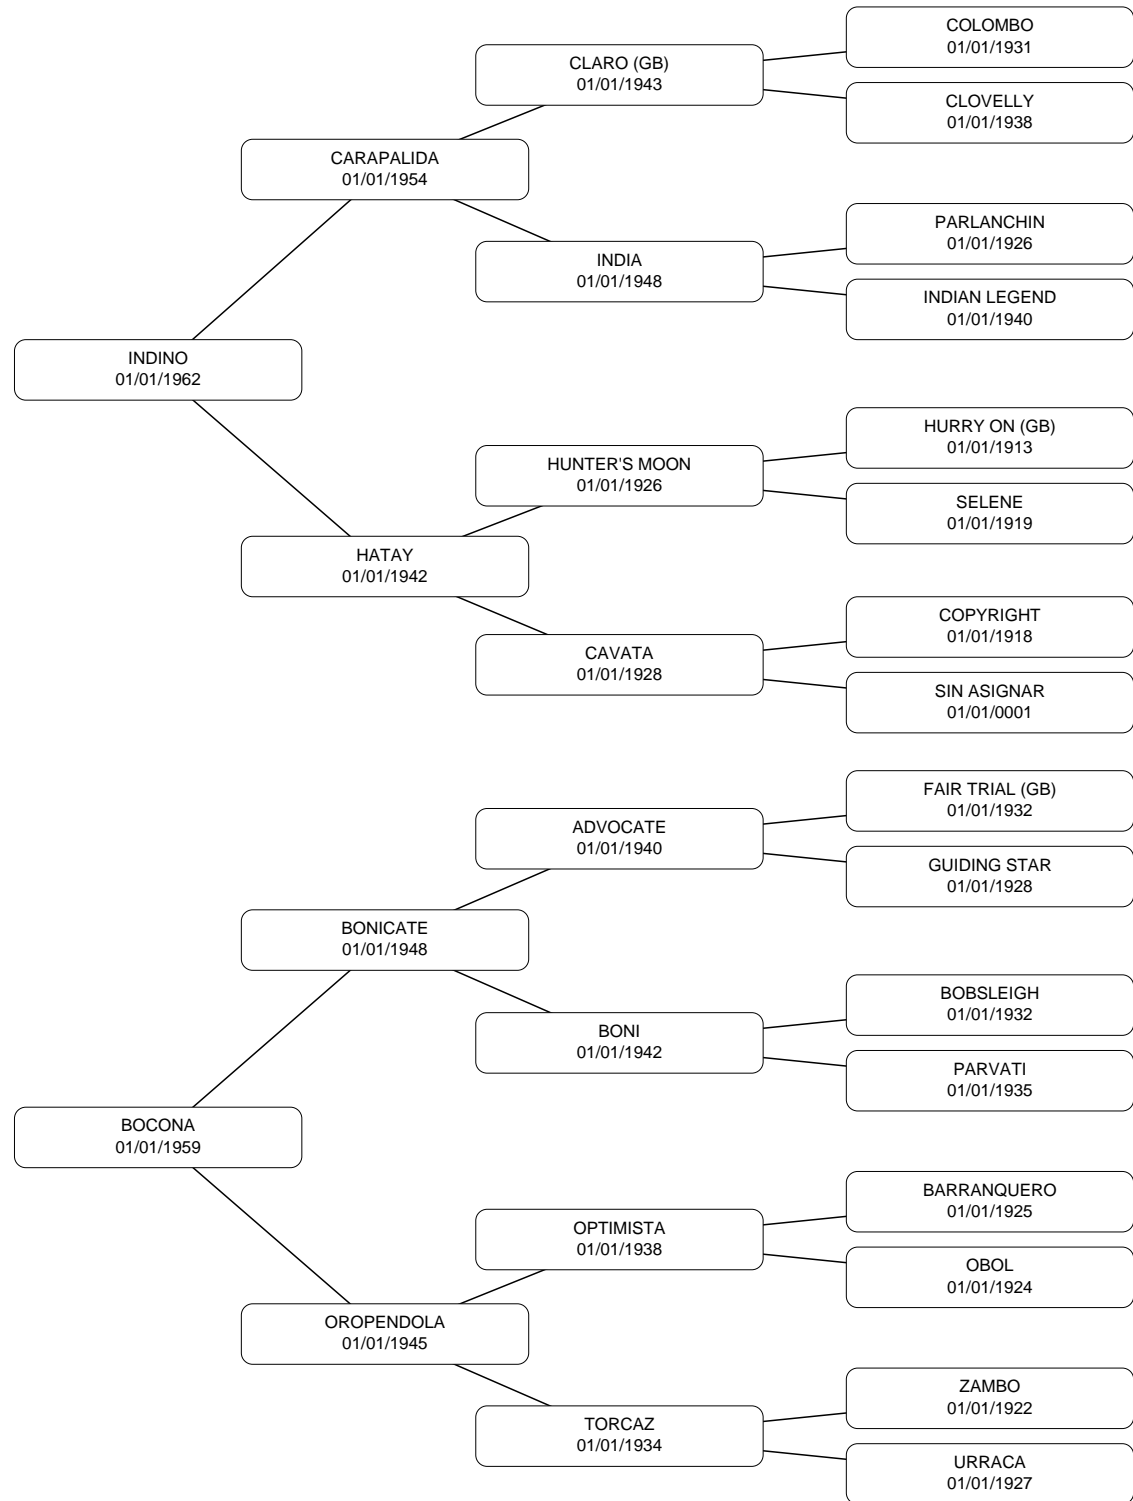 COLOMBO
01/01/1931
CLARO (GB)
01/01/1943
CLOVELLY
01/01/1938
CARAPALIDA
01/01/1954
PARLANCHIN
01/01/1926
INDIA
01/01/1948
INDIAN LEGEND
01/01/1940
INDINO
01/01/1962
HURRY ON (GB)
01/01/1913
HUNTER'S MOON
01/01/1926
SELENE
01/01/1919
HATAY
01/01/1942
COPYRIGHT
01/01/1918
CAVATA
01/01/1928
SIN ASIGNAR
01/01/0001
FAIR TRIAL (GB)
01/01/1932
ADVOCATE
01/01/1940
GUIDING STAR
01/01/1928
BONICATE
01/01/1948
BOBSLEIGH
01/01/1932
BONI
01/01/1942
PARVATI
01/01/1935
BOCONA
01/01/1959
BARRANQUERO
01/01/1925
OPTIMISTA
01/01/1938
OBOL
01/01/1924
OROPENDOLA
01/01/1945
ZAMBO
01/01/1922
TORCAZ
01/01/1934
URRACA
01/01/1927